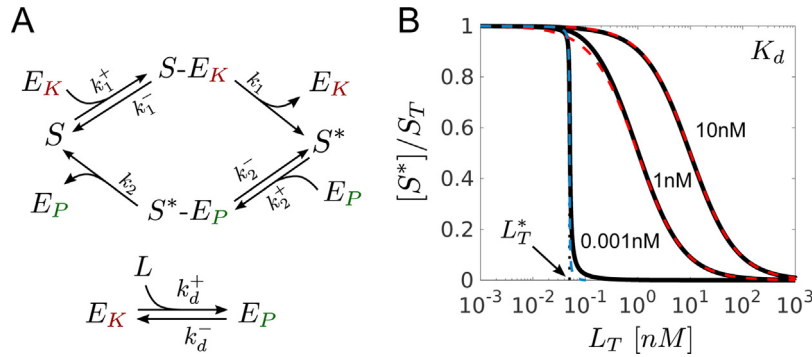 A
E_K k_1^+ S-E_K k_1 E_K
k_1^-
S S*
k_2 k_2^- k_2^+
E_P S*-E_P E_P
L
E_K k_d^+ E_P
k_d^-
B
[S*]/S_T
1
0.8
0.6
0.4
0.2
0
K_d
10nM
1nM
0.001nM
L_T^*
10^-3 10^-2 10^-1 10^0 10^1 10^2 10^3
L_T [nM]